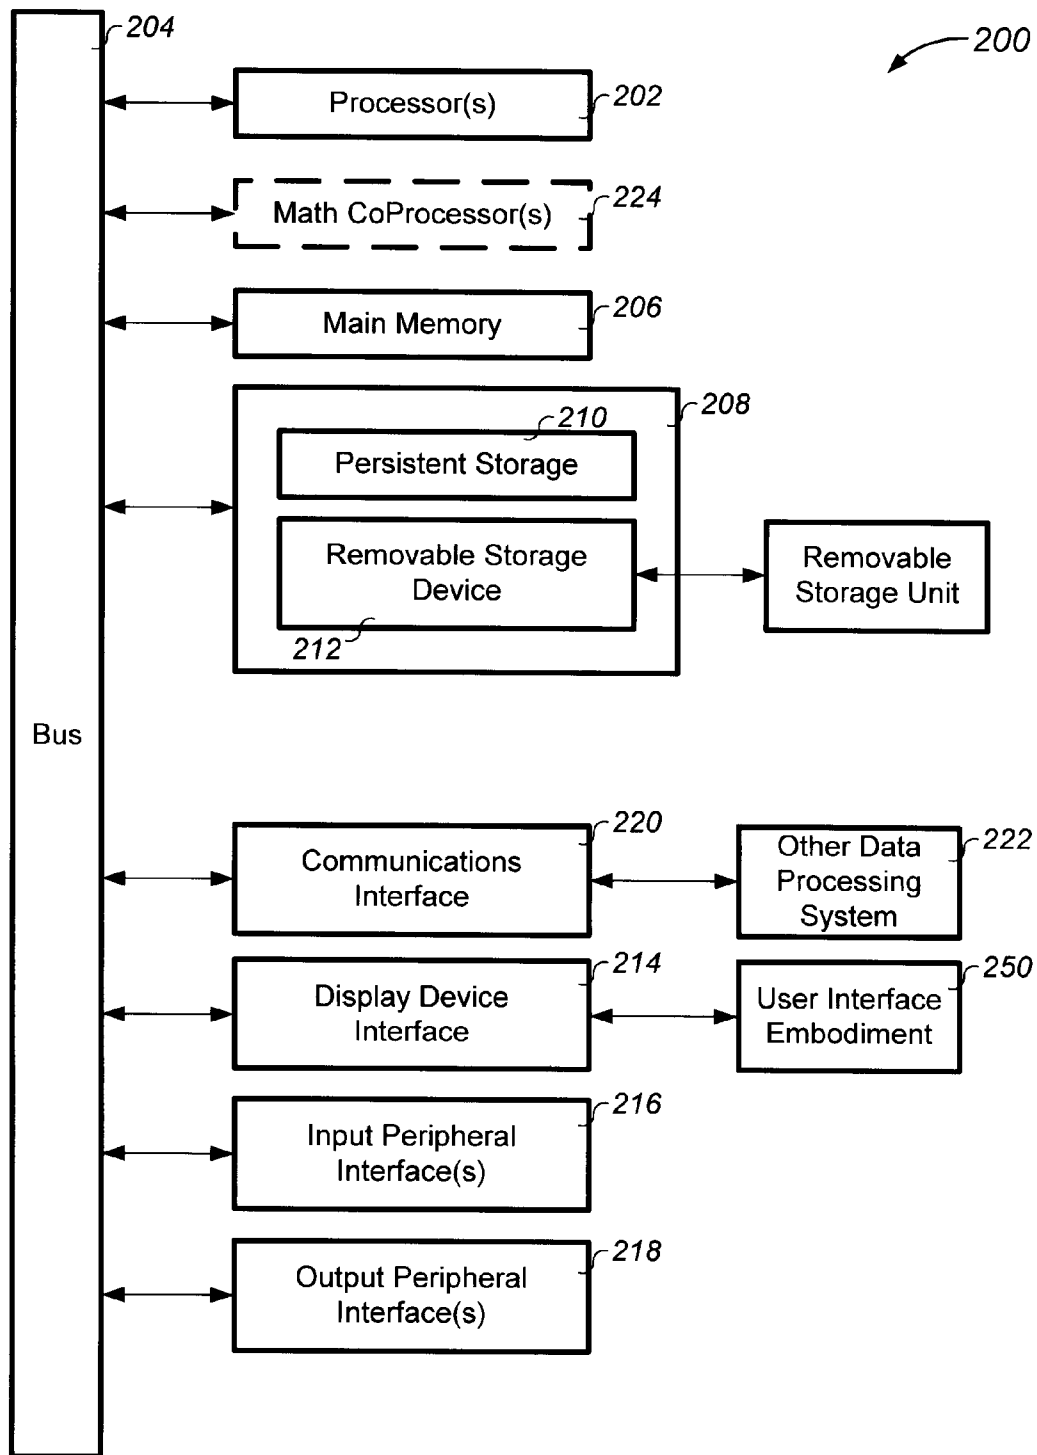 204
200
Processor(s)
202
Math CoProcessor(s)
224
Main Memory
206
208
210
Persistent Storage
Removable Storage
Device
212
Removable
Storage Unit
Bus
220
Communications
Interface
Other Data
Processing
System
222
214
Display Device
Interface
User Interface
Embodiment
250
216
Input Peripheral
Interface(s)
218
Output Peripheral
Interface(s)